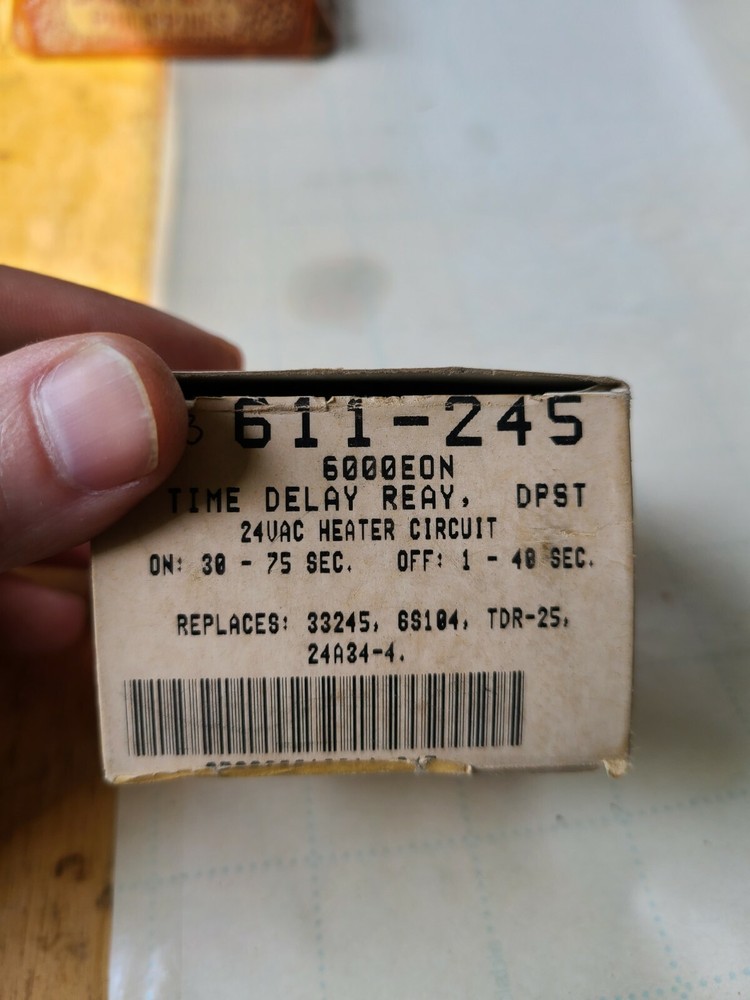 611-245
6000EON
TIME DELAY REAY, DPST
24VAC HEATER CIRCUIT
ON: 30 - 75 SEC. OFF: 1 - 40 SEC.
REPLACES: 33245, 6S104, TDR-25,
24A34-4.